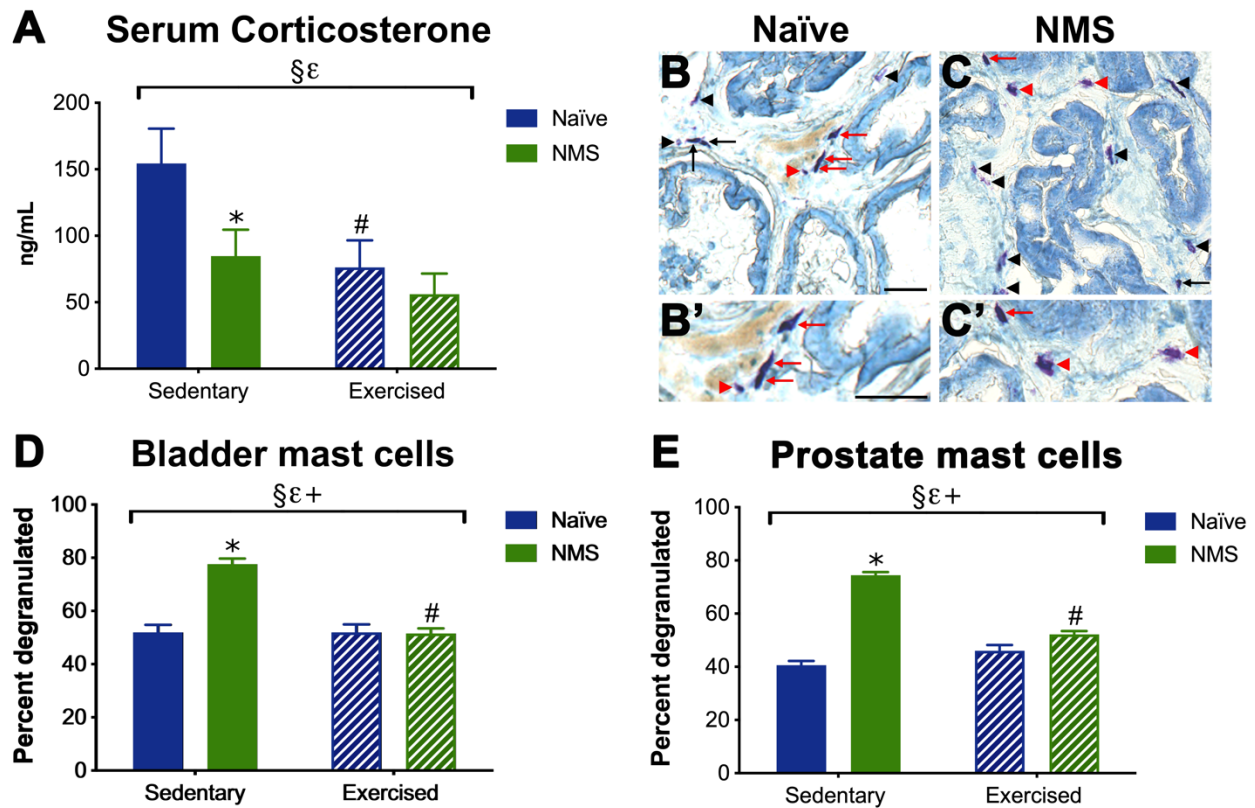 A Serum Corticosterone
§ε
200
150
100
50
0
ng/mL
*
#
Sedentary Exercised
Naïve
NMS
Naïve NMS
B C
B' C'
D Bladder mast cells
§ε+
100
80
60
40
20
0
Percent degranulated
*
#
Sedentary Exercised
Naïve
NMS
E Prostate mast cells
§ε+
100
80
60
40
20
0
Percent degranulated
*
#
Sedentary Exercised
Naïve
NMS